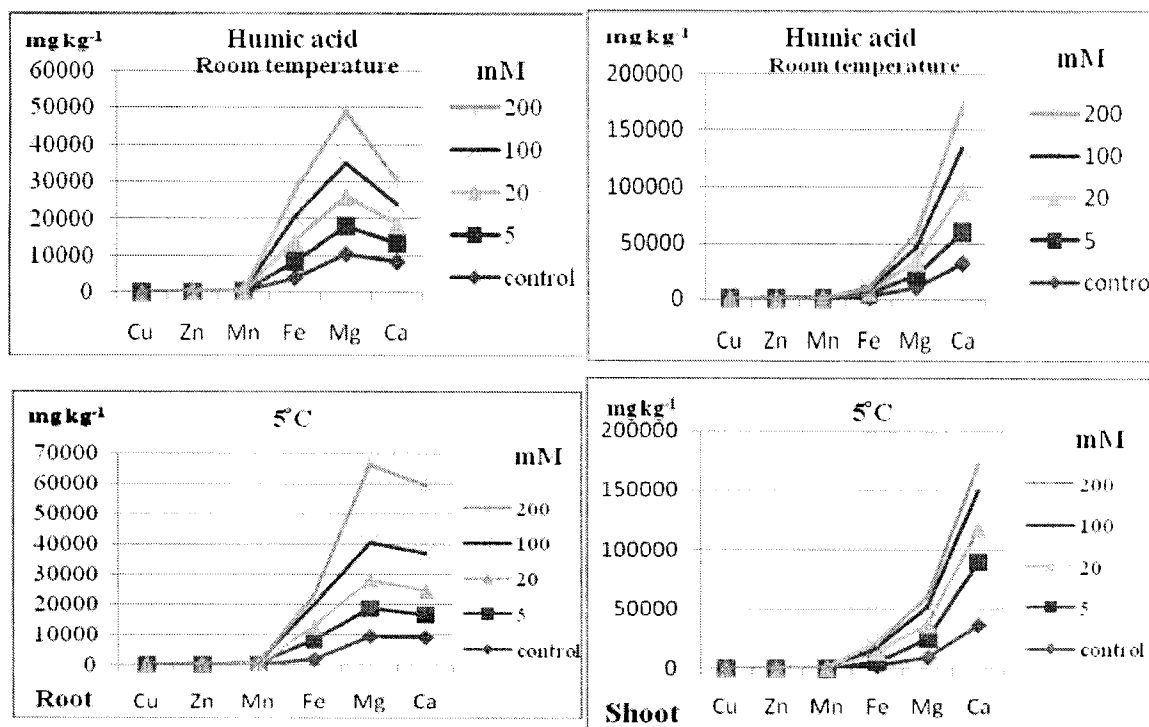 mg kg-1 Humic acid
Room temperature
mM
60000
50000
40000
30000
20000
10000
0
200
100
20
5
control
Cu Zn Mn Fe Mg Ca
mg kg-1 Humic acid
Room temperature
mM
200000
150000
100000
50000
0
200
100
20
5
control
Cu Zn Mn Fe Mg Ca
mg kg-1 5°C
mM
70000
60000
50000
40000
30000
20000
10000
0
200
100
20
5
control
Root Cu Zn Mn Fe Mg Ca
mg kg-1 5°C
mM
200000
150000
100000
50000
0
200
100
20
5
control
Shoot Cu Zn Mn Fe Mg Ca